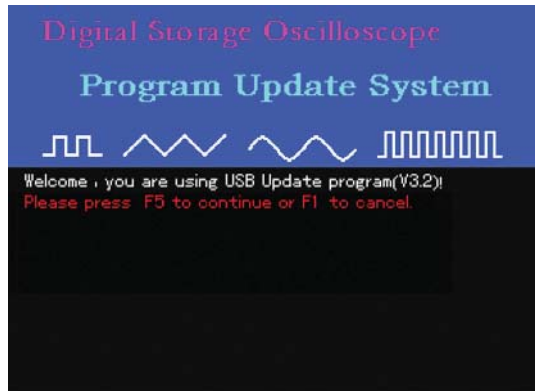 Digital Storage Oscilloscope
Program Update System
Welcome , you are using USB Update program(V3.2)!
Please press F5 to continue or F1 to cancel.